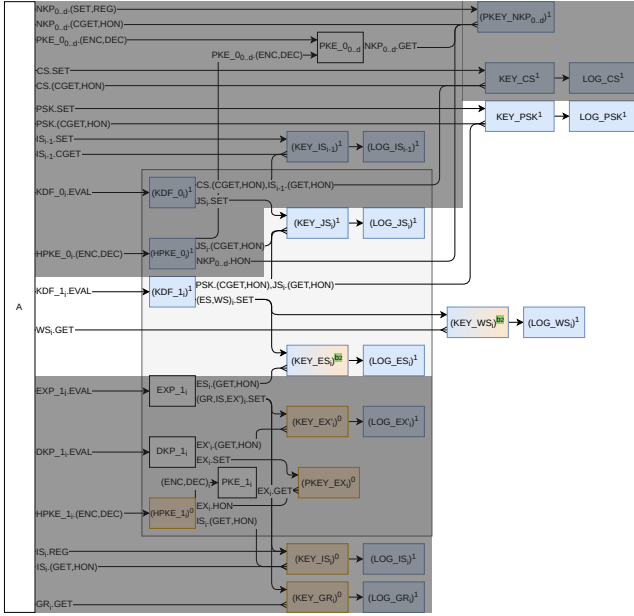 NKP₀..d.(SET,REG)
(PKEY_NKP₀..d)¹
NKP₀..d.(CGET,HON)
PKE_0₀..d.(ENC,DEC)
PKE_0₀..d
NKP₀..d.GET
PKE_0₀..d.(ENC,DEC)
CS.SET
KEY_CS¹
LOG_CS¹
CS.(CGET,HON)
PSK.SET
KEY_PSK¹
LOG_PSK¹
PSK.(CGET,HON)
ISᵢ₋₁.SET
(KEY_ISᵢ₋₁)¹
(LOG_ISᵢ₋₁)¹
ISᵢ₋₁.CGET
KDF_0ᵢ.EVAL
(KDF_0ᵢ)¹
CS.(CGET,HON),ISᵢ₋₁.(GET,HON)
JSᵢ.SET
(KEY_JSᵢ)¹
(LOG_JSᵢ)¹
HPKE_0ᵢ.(ENC,DEC)
(HPKE_0ᵢ)¹
JSᵢ.(CGET,HON)
NKP₀..d.HON
KDF_1ᵢ.EVAL
(KDF_1ᵢ)¹
PSK.(CGET,HON),JSᵢ.(GET,HON)
(ES,WS)ᵢ.SET
A
WSᵢ.GET
(KEY_WSᵢ)ᵇ²
(LOG_WSᵢ)¹
(KEY_ESᵢ)ᵇ²
(LOG_ESᵢ)¹
EXP_1ᵢ.EVAL
EXP_1ᵢ
ESᵢ.(GET,HON)
(GR,IS,EX')ᵢ.SET
(KEY_EX'ᵢ)⁰
(LOG_EX'ᵢ)¹
DKP_1ᵢ.EVAL
DKP_1ᵢ
EX'ᵢ.(GET,HON)
EXᵢ.SET
(ENC,DEC)ᵢ
PKE_1ᵢ
EXᵢ.GET
(PKEY_EXᵢ)⁰
HPKE_1ᵢ.(ENC,DEC)
(HPKE_1ᵢ)⁰
EXᵢ.HON
ISᵢ.(GET,HON)
ISᵢ.REG
(KEY_ISᵢ)⁰
(LOG_ISᵢ)¹
ISᵢ.(GET,HON)
GRᵢ.GET
(KEY_GRᵢ)⁰
(LOG_GRᵢ)¹